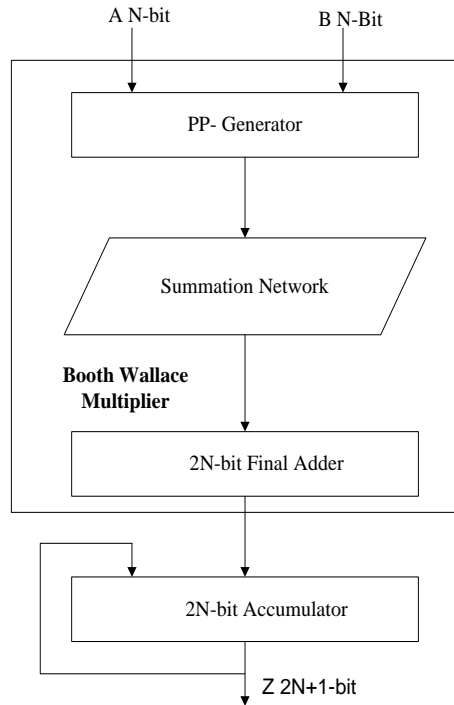 A N-bit
B N-Bit
PP- Generator
Summation Network
Booth Wallace
Multiplier
2N-bit Final Adder
2N-bit Accumulator
Z 2N+1-bit